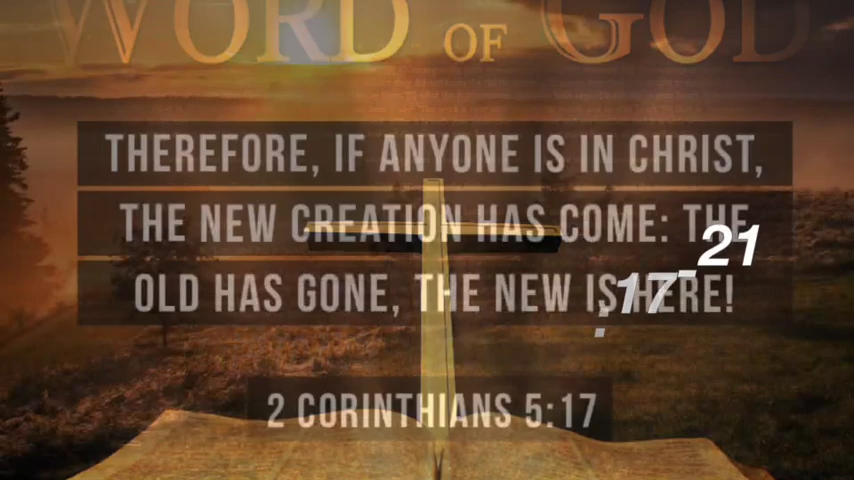 WORD OF GOD
THEREFORE, IF ANYONE IS IN CHRIST,
THE NEW CREATION HAS COME: THE
OLD HAS GONE, THE NEW IS HERE!
:17-21
2 CORINTHIANS 5:17